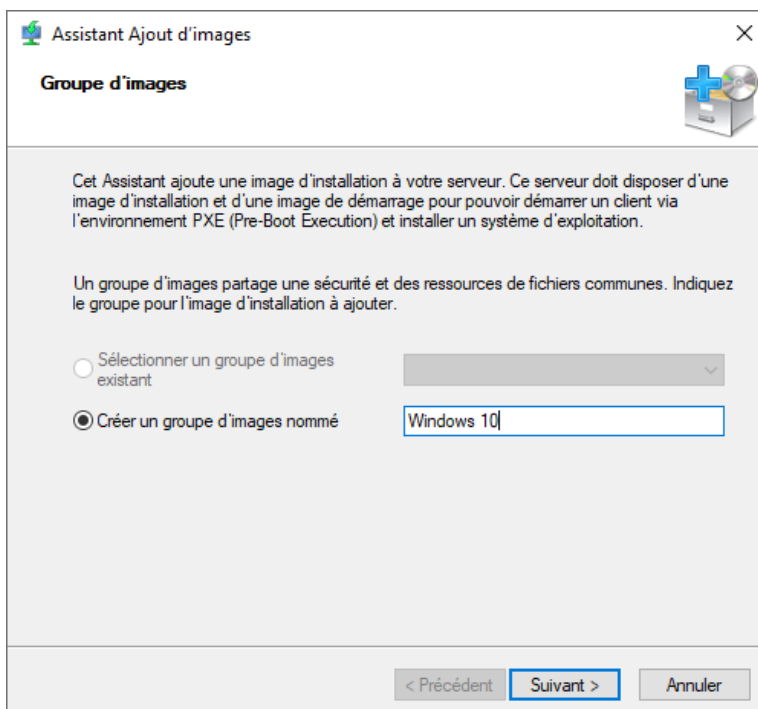 Assistant Ajout d'images
Groupe d'images
Cet Assistant ajoute une image d'installation à votre serveur. Ce serveur doit disposer d'une
image d'installation et d'une image de démarrage pour pouvoir démarrer un client via
l'environnement PXE (Pre-Boot Execution) et installer un système d'exploitation.
Un groupe d'images partage une sécurité et des ressources de fichiers communes. Indiquez
le groupe pour l'image d'installation à ajouter.
Sélectionner un groupe d'images
existant
Créer un groupe d'images nommé
Windows 10
< Précédent
Suivant >
Annuler